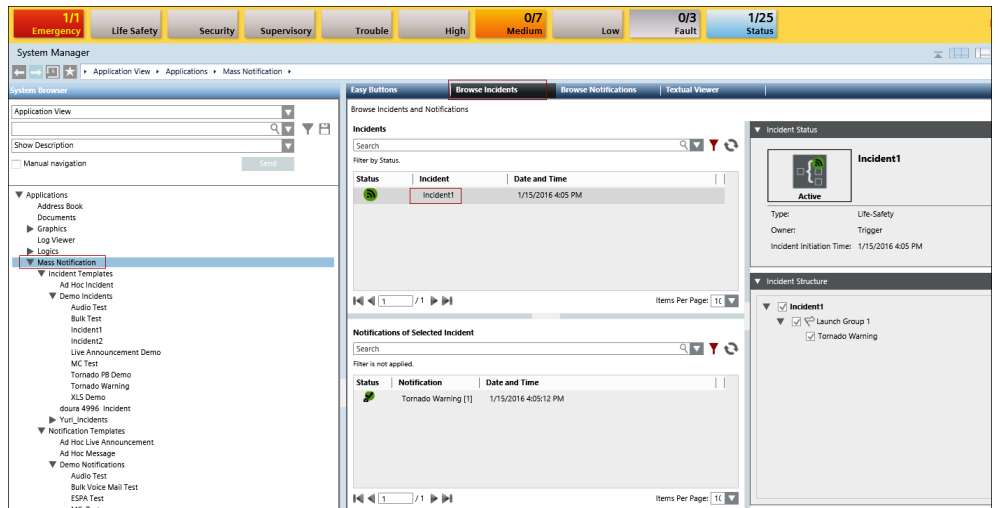 1/1
Emergency
Life Safety
Security
Supervisory
Trouble
High
0/7
Medium
Low
0/3
Fault
1/25
Status
System Manager
Application View Applications Mass Notification
System Browser
Application View
Show Description
Manual navigation
Send
Applications
Address Book
Documents
Graphics
Log Viewer
Logics
Mass Notification
Incident Templates
Ad Hoc Incident
Demo Incidents
Audio Test
Bulk Test
Incident1
Incident2
Live Announcement Demo
MC Test
Tornado PB Demo
Tornado Warning
XLS Demo
doura 4996 Incident
Yuri_Incidents
Notification Templates
Ad Hoc Live Announcement
Ad Hoc Message
Demo Notifications
Audio Test
Bulk Voice Mail Test
ESPA Test
Easy Buttons
Browse Incidents
Browse Notifications
Textual Viewer
Browse Incidents and Notifications
Incidents
Search
Filter by Status.
Status Incident Date and Time
Incident1 1/15/2016 4:05 PM
1 /1 Items Per Page:
Notifications of Selected Incident
Search
Filter is not applied.
Status Notification Date and Time
Tornado Warning [1] 1/15/2016 4:05:12 PM
1 /1 Items Per Page:
Incident Status
Incident1
Active
Type: Life-Safety
Owner: Trigger
Incident Initiation Time: 1/15/2016 4:05 PM
Incident Structure
Incident1
Launch Group 1
Tornado Warning